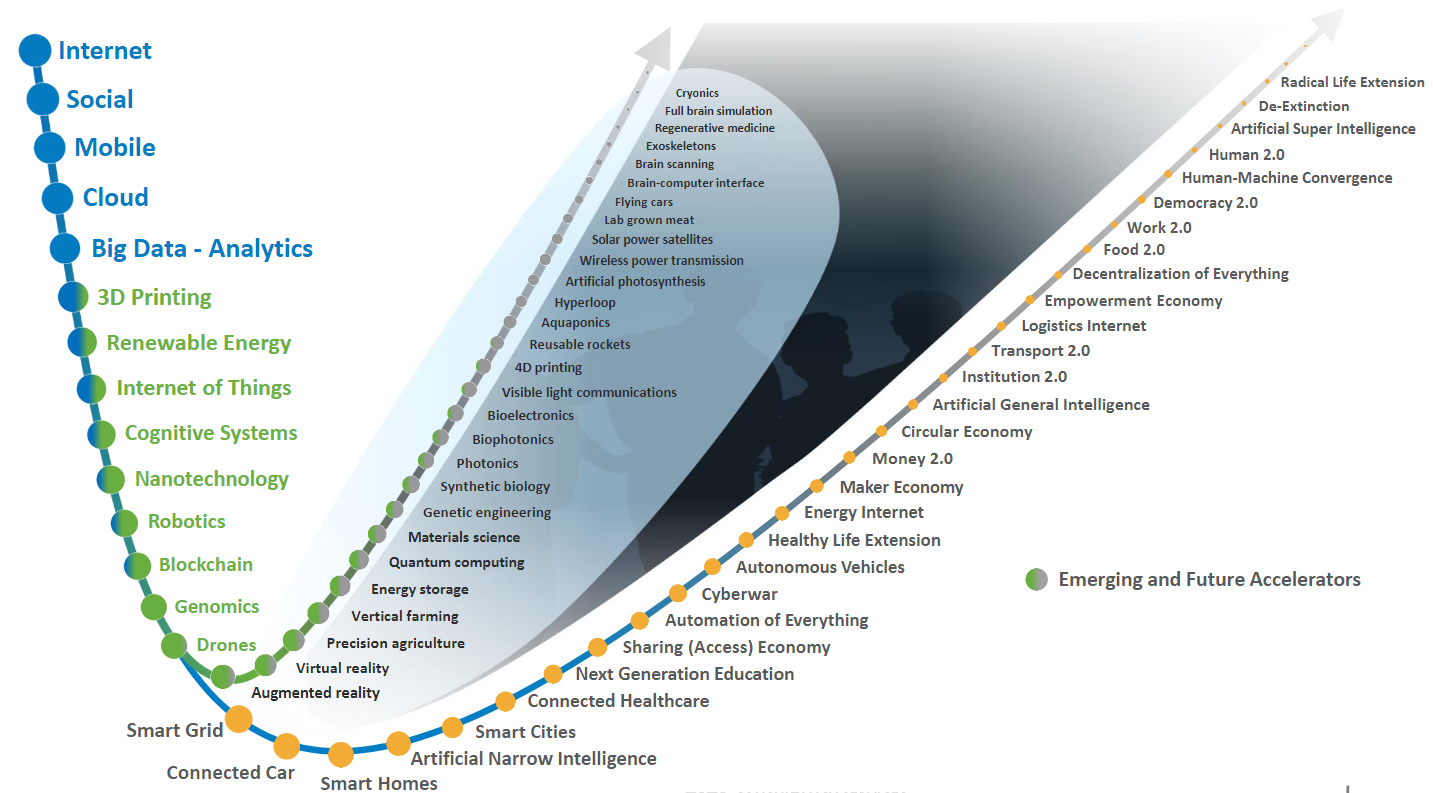 Internet
Social
Mobile
Cloud
Big Data - Analytics
3D Printing
Renewable Energy
Internet of Things
Cognitive Systems
Nanotechnology
Robotics
Blockchain
Genomics
Drones
Cryonics
Full brain simulation
Regenerative medicine
Exoskeletons
Brain scanning
Brain-computer interface
Flying cars
Lab grown meat
Solar power satellites
Wireless power transmission
Artificial photosynthesis
Hyperloop
Aquaponics
Reusable rockets
4D printing
Visible light communications
Bioelectronics
Biophotonics
Photonics
Synthetic biology
Genetic engineering
Materials science
Quantum computing
Energy storage
Vertical farming
Precision agriculture
Virtual reality
Augmented reality
Radical Life Extension
De-Extinction
Artificial Super Intelligence
Human 2.0
Human-Machine Convergence
Democracy 2.0
Work 2.0
Food 2.0
Decentralization of Everything
Empowerment Economy
Logistics Internet
Transport 2.0
Institution 2.0
Artificial General Intelligence
Circular Economy
Money 2.0
Maker Economy
Energy Internet
Healthy Life Extension
Autonomous Vehicles
Cyberwar
Automation of Everything
Sharing (Access) Economy
Next Generation Education
Connected Healthcare
Smart Cities
Artificial Narrow Intelligence
Smart Homes
Connected Car
Smart Grid
Emerging and Future Accelerators